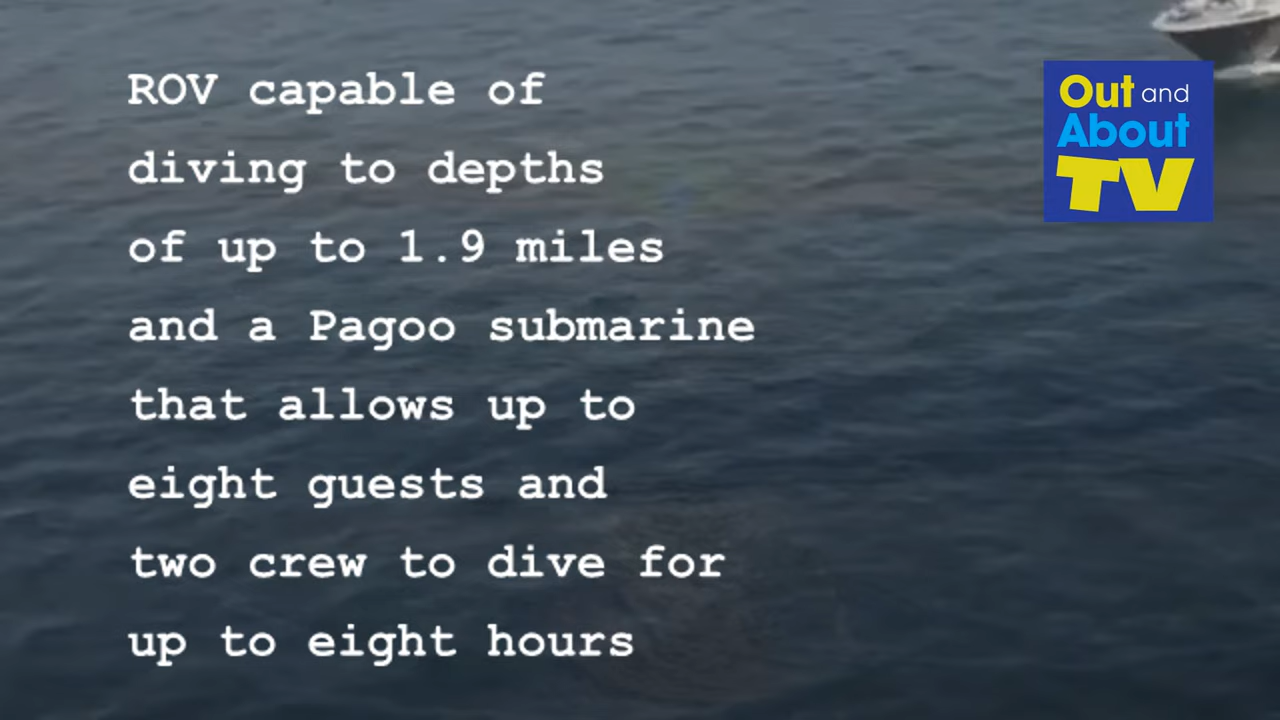 ROV capable of
diving to depths
of up to 1.9 miles
and a Pagoo submarine
that allows up to
eight guests and
two crew to dive for
up to eight hours
Out and
About
TV